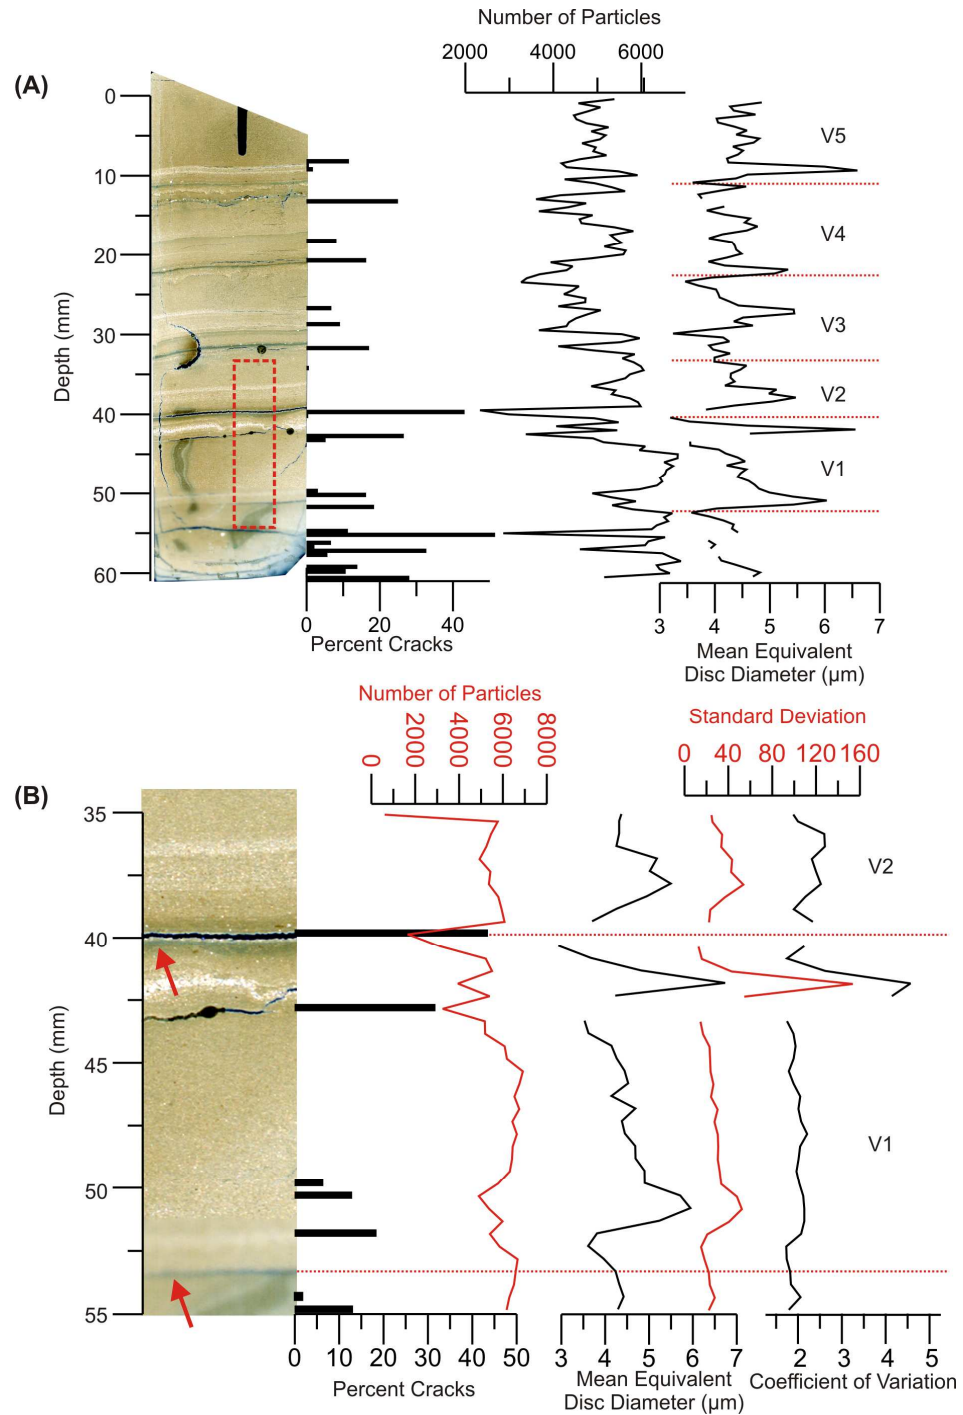 Number of Particles
2000 4000 6000
(A)
0
10
20
30
40
50
60
Depth (mm)
V5
V4
V3
V2
V1
0 20 40
Percent Cracks
3 4 5 6 7
Mean Equivalent
Disc Diameter (µm)
Number of Particles
0 2000 4000 6000 8000
Standard Deviation
0 40 80 120 160
(B)
35
40
45
50
55
Depth (mm)
V2
V1
0 10 20 30 40 50
Percent Cracks
3 4 5 6 7
Mean Equivalent
Disc Diameter (µm)
2 3 4 5
Coefficient of Variation